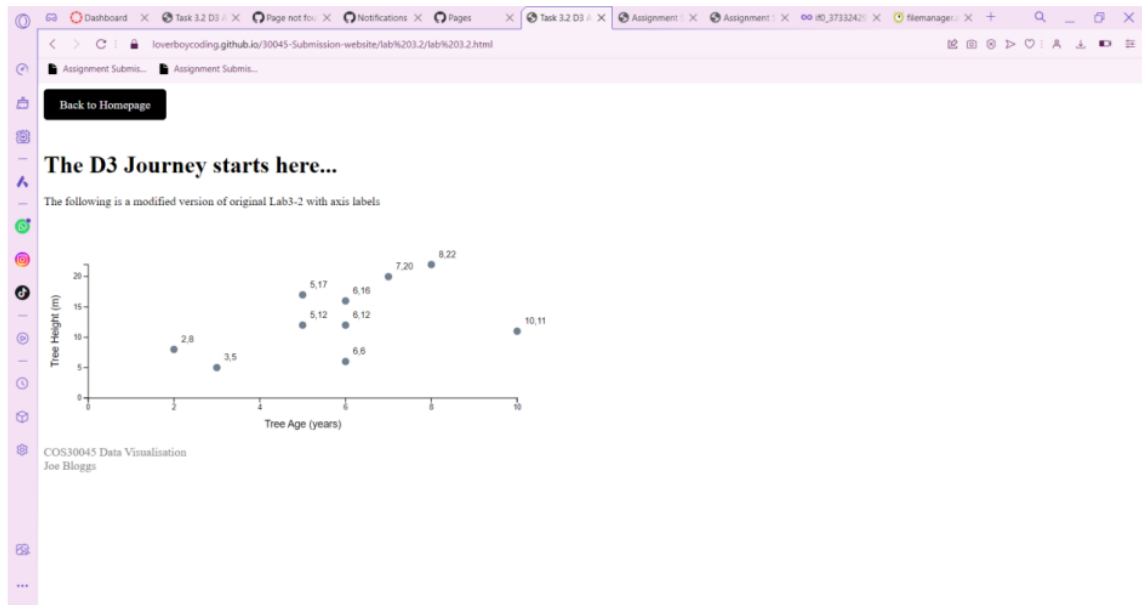 Dashboard
Task 3.2 D3 A
Page not fou
Notifications
Pages
Task 3.2 D3 A
Assignment S
Assignment S
if0_37332425
filemanager.
loverboycoding.github.io/30045-Submission-website/lab%203.2/lab%203.2.html
Assignment Submis...
Assignment Submis...
Back to Homepage
The D3 Journey starts here...
The following is a modified version of original Lab3-2 with axis labels
8,22
7,20
20
5,17
6,16
15
5,12
6,12
10,11
10
2,8
6,6
3,5
5
0
Tree Height (m)
0
2
4
6
8
10
Tree Age (years)
COS30045 Data Visualisation
Joe Bloggs